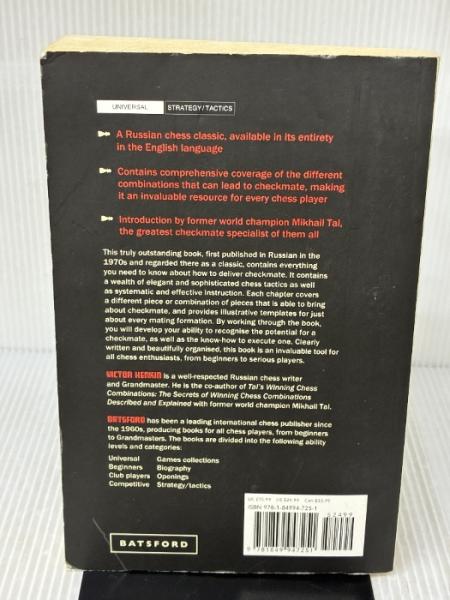 UNIVERSAL STRATEGY/TACTICS
A Russian chess classic, available in its entirety
in the English language
Contains comprehensive coverage of the different
combinations that can lead to checkmate, making
it an invaluable resource for every chess player
Introduction by former world champion Mikhail Tal,
the greatest checkmate specialist of them all
This truly outstanding book, first published in Russian in the
1970s and regarded there as a classic, contains everything
you need to know about how to deliver checkmate. It contains
a wealth of elegant and sophisticated chess tactics as well
as systematic and effective instruction. Each chapter covers
a different piece or combination of pieces that is able to bring
about checkmate, and provides illustrative templates for just
about every mating formation. By working through the book,
you will develop your ability to recognise the potential for a
checkmate, as well as the know-how to execute one. Clearly
written and beautifully organised, this book is an invaluable tool for
all chess enthusiasts, from beginners to serious players.
VICTOR HENKIN is a well-respected Russian chess writer
and Grandmaster. He is the co-author of Tal's Winning Chess
Combinations: The Secrets of Winning Chess Combinations
Described and Explained with former world champion Mikhail Tal.
BATSFORD has been a leading international chess publisher since
the 1960s, producing books for all chess players, from beginners
to Grandmasters. The books are divided into the following ability
levels and categories:
Universal Games collections
Beginners Biography
Club players Openings
Competitive Strategy/tactics
BATSFORD
UK £15.99 US $24.99
ISBN 978-1-84994-725-1
52499
9 781849 947251